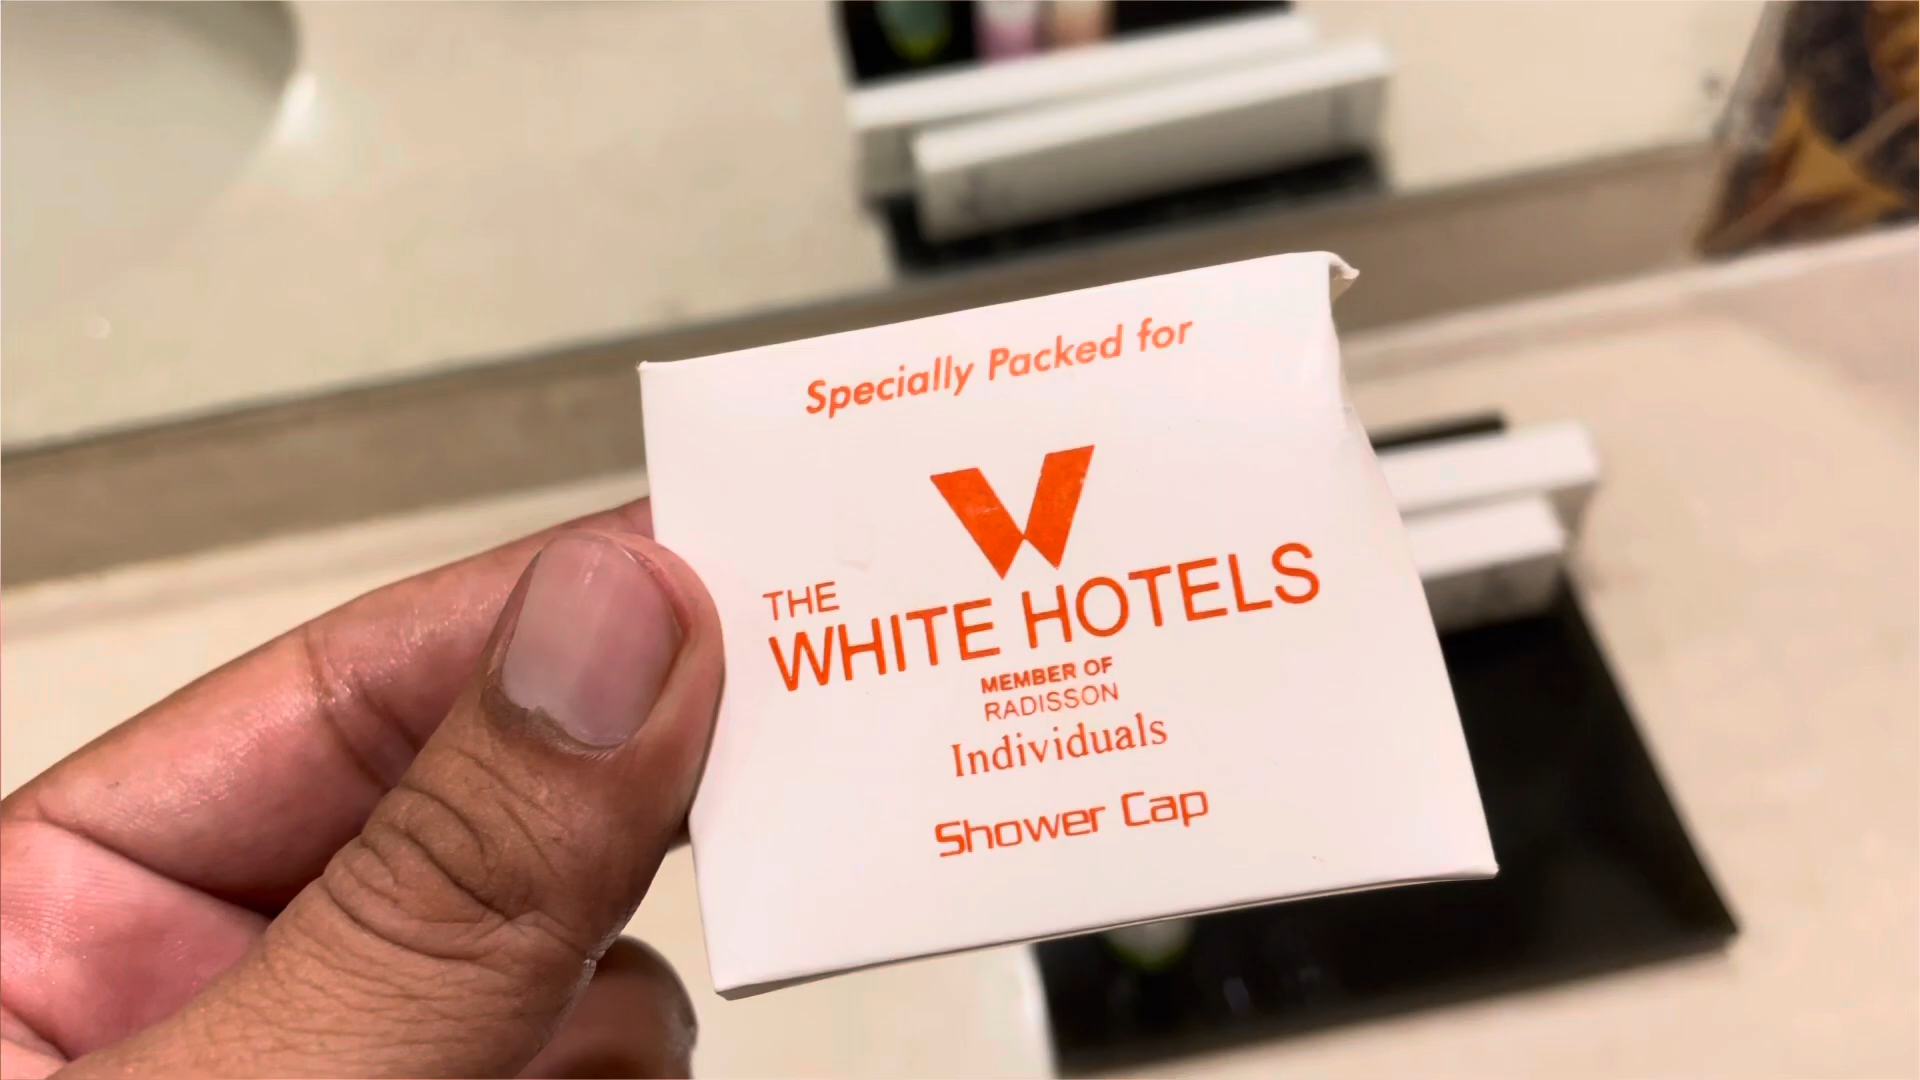 Specially Packed for
THE
WHITE HOTELS
MEMBER OF
RADISSON
Individuals
Shower Cap